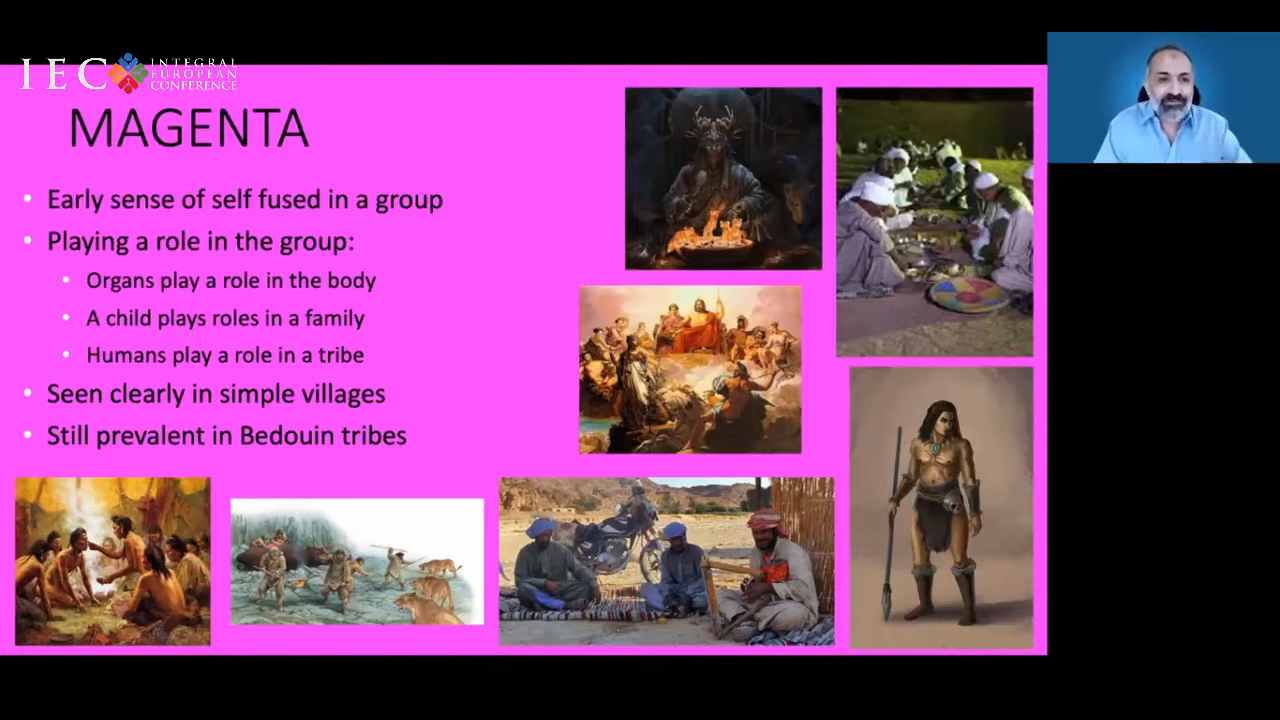 IEC INTEGRAL
EUROPEAN
CONFERENCE
MAGENTA
• Early sense of self fused in a group
• Playing a role in the group:
• Organs play a role in the body
• A child plays roles in a family
• Humans play a role in a tribe
• Seen clearly in simple villages
• Still prevalent in Bedouin tribes